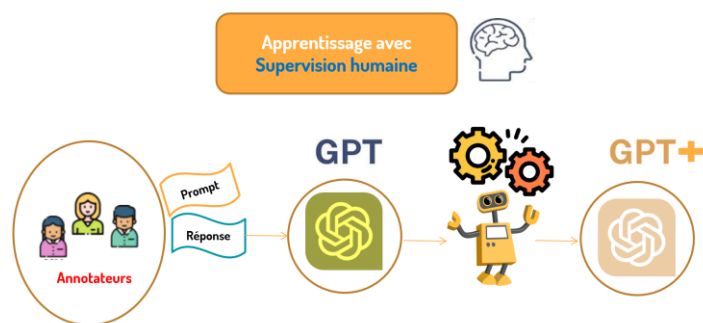 Apprentissage avec
Supervision humaine
GPT
GPT+
Prompt
Réponse
Annotateurs